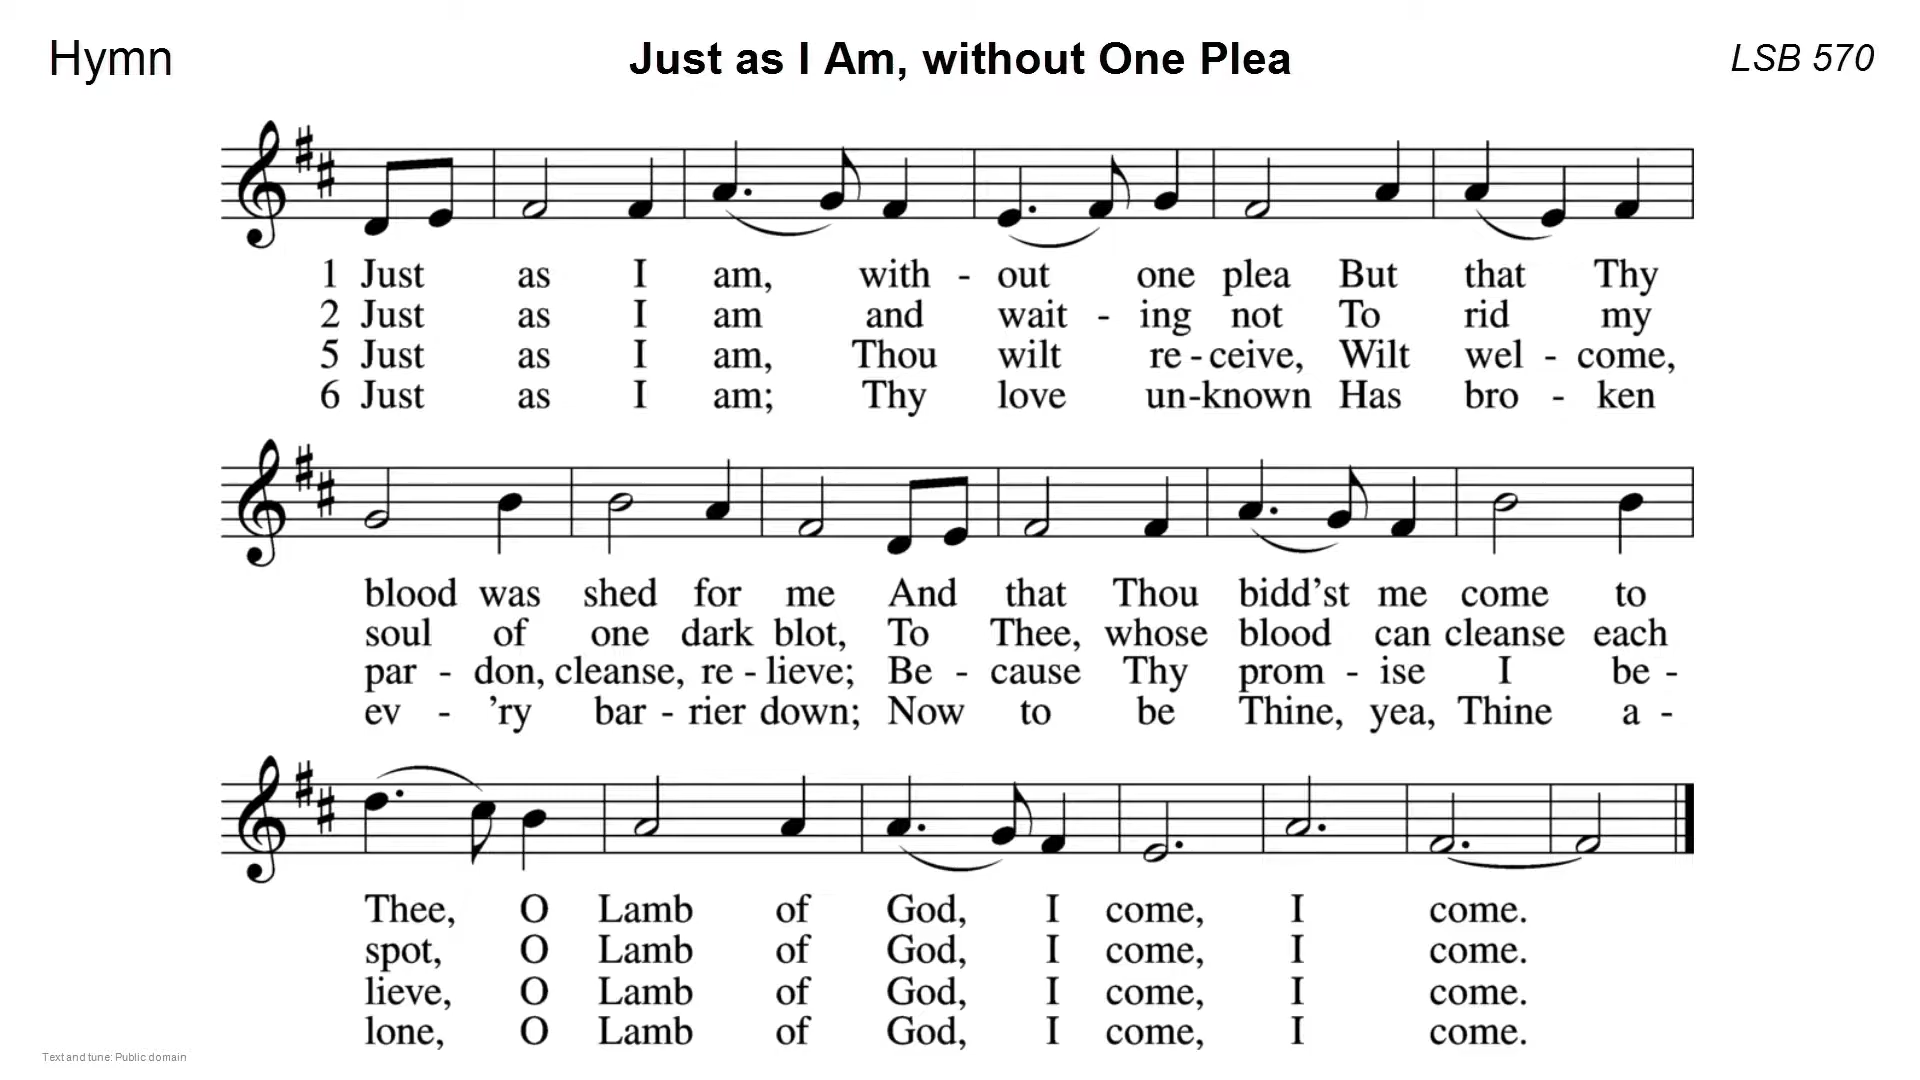 Hymn
Just as I Am, without One Plea
LSB 570
1 Just as I am, with - out one plea But that Thy
2 Just as I am and wait - ing not To rid my
5 Just as I am, Thou wilt re - ceive, Wilt wel - come,
6 Just as I am; Thy love un-known Has bro - ken
blood was shed for me And that Thou bidd’st me come to
soul of one dark blot, To Thee, whose blood can cleanse each
par - don, cleanse, re - lieve; Be - cause Thy prom - ise I be -
ev - ’ry bar - rier down; Now to be Thine, yea, Thine a -
Thee, O Lamb of God, I come, I come.
spot, O Lamb of God, I come, I come.
lieve, O Lamb of God, I come, I come.
lone, O Lamb of God, I come, I come.
Text and tune: Public domain